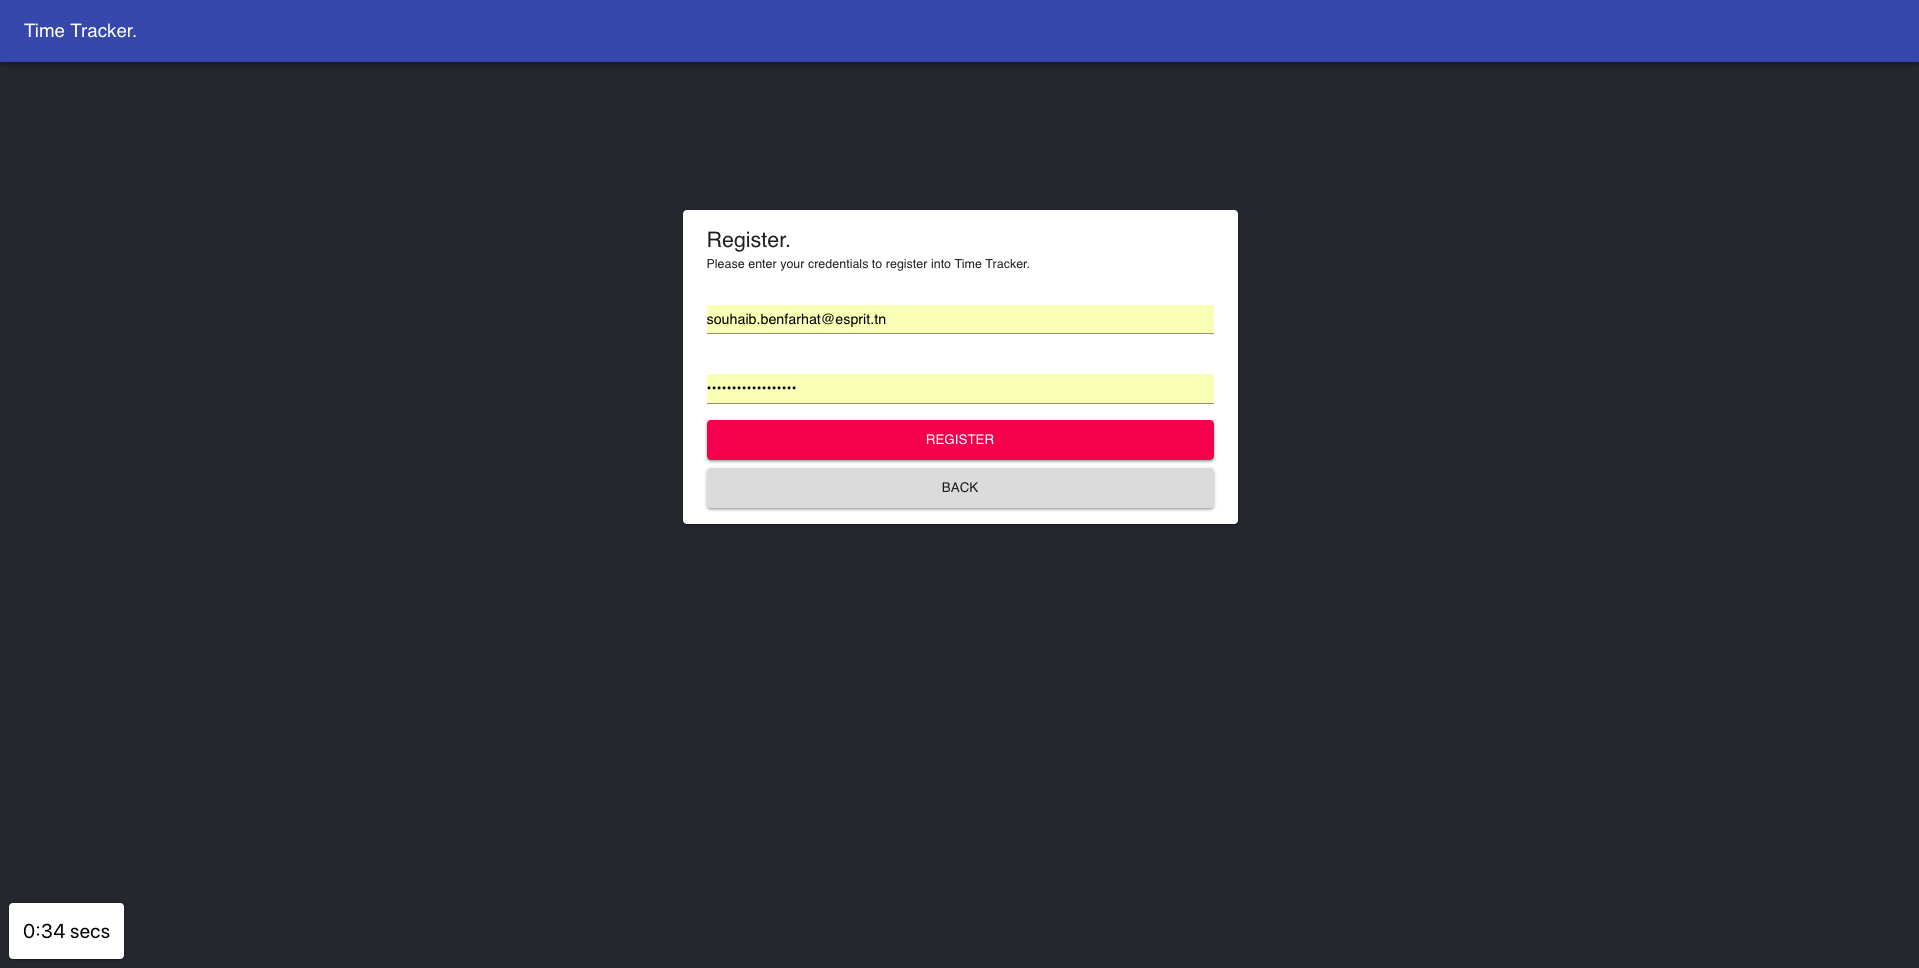 Time Tracker.
Register.
Please enter your credentials to register into Time Tracker.
souhaib.benfarhat@esprit.tn
••••••••••••••••••
REGISTER
BACK
0:34 secs